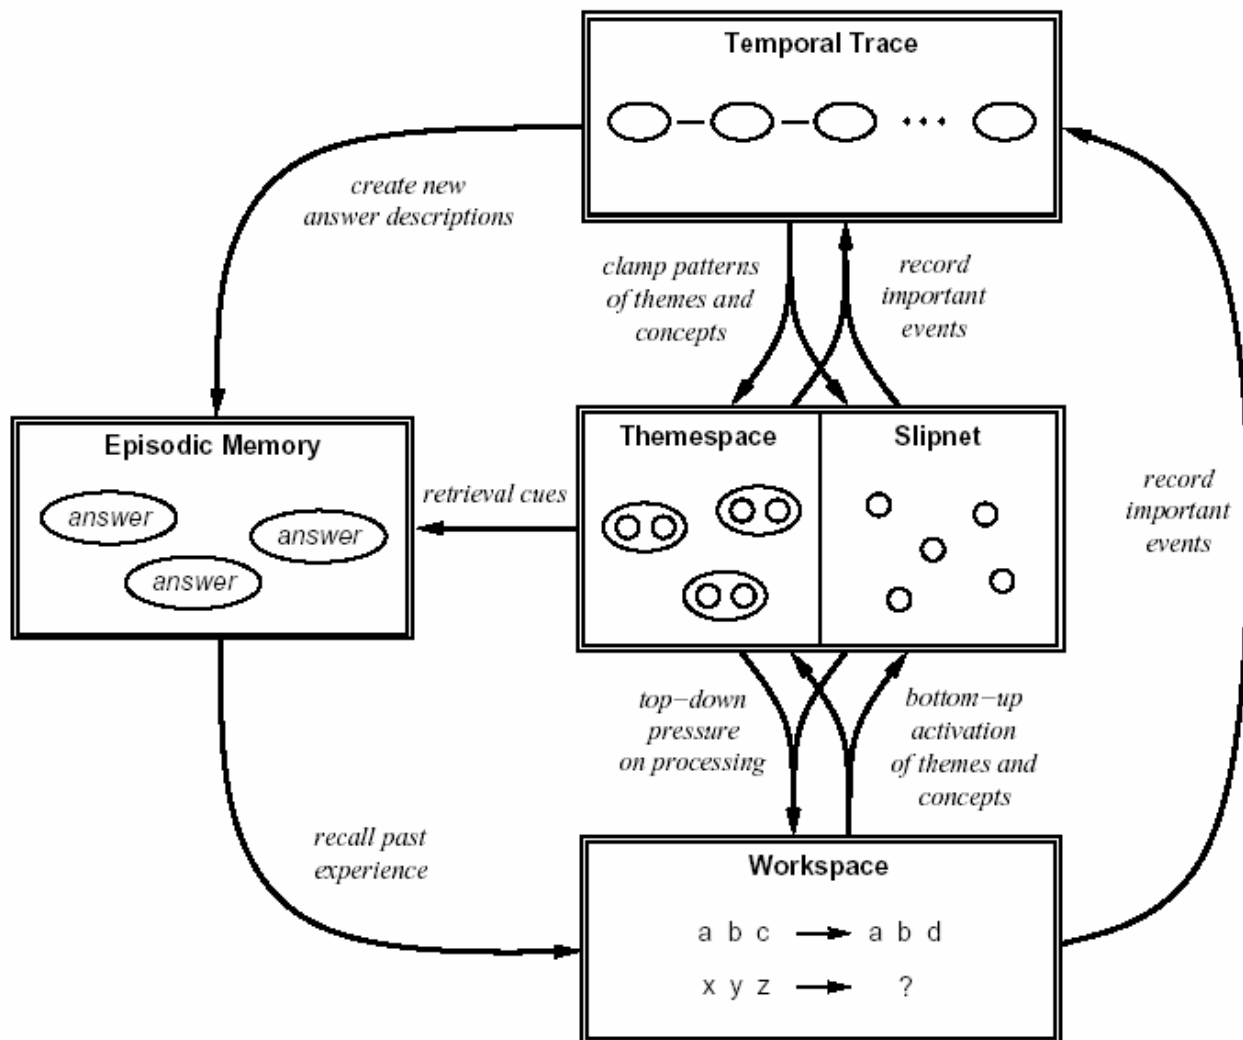 Temporal Trace
create new
answer descriptions
clamp patterns
of themes and
concepts
record
important
events
Episodic Memory
answer
answer
answer
retrieval cues
Themespace
Slipnet
record
important
events
top-down
pressure
on processing
bottom-up
activation
of themes and
concepts
recall past
experience
Workspace
a b c → a b d
x y z → ?